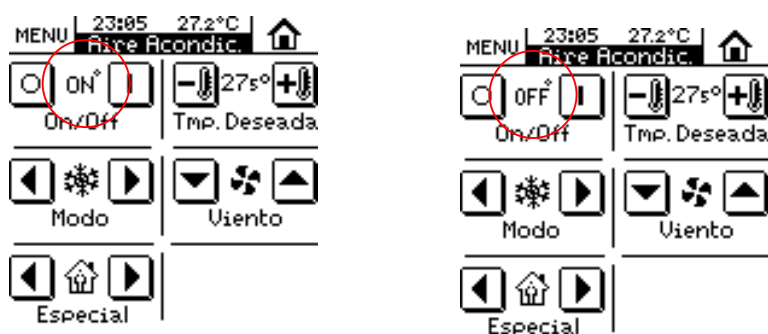 MENU 23:05 27.2°C
Aire Acondic.
ON° 27.5°
On/Off Tmp. Deseada
Modo Viento
Especial
MENU 23:05 27.2°C
Aire Acondic.
OFF° 27.5°
On/Off Tmp. Deseada
Modo Viento
Especial